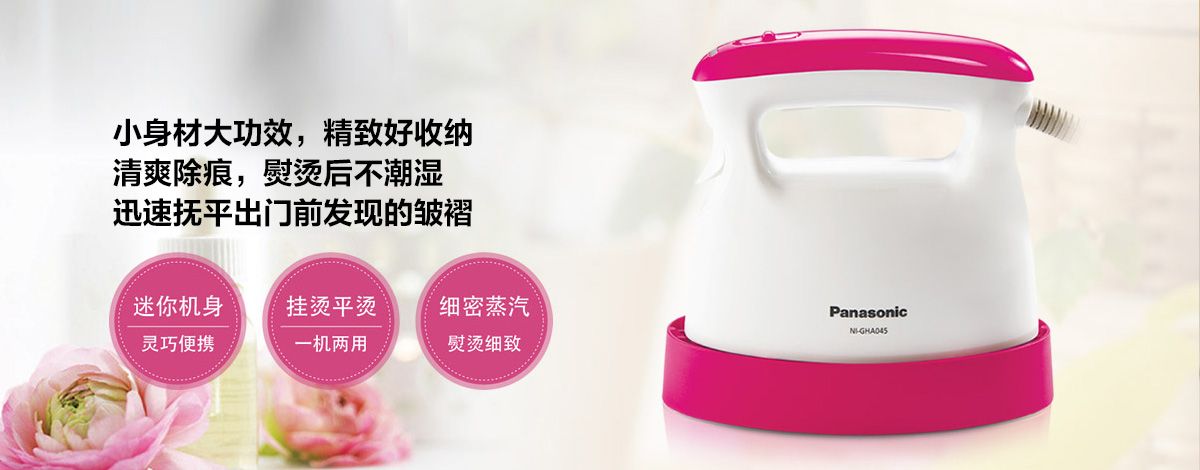 小身材大功效，精致好收纳
清爽除痕，熨烫后不潮湿
迅速抚平出门前发现的皱褶
迷你机身
灵巧便携
挂烫平烫
一机两用
细密蒸汽
熨烫细致
Panasonic
NI-GHA045